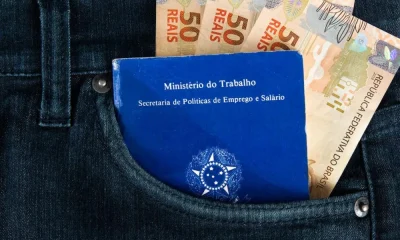 50
REAIS
50
REAIS
50
REAIS
REPÚBLICA FEDERATIVA DO BRASIL
Ministério do Trabalho
Secretaria de Políticas de Emprego e Salário